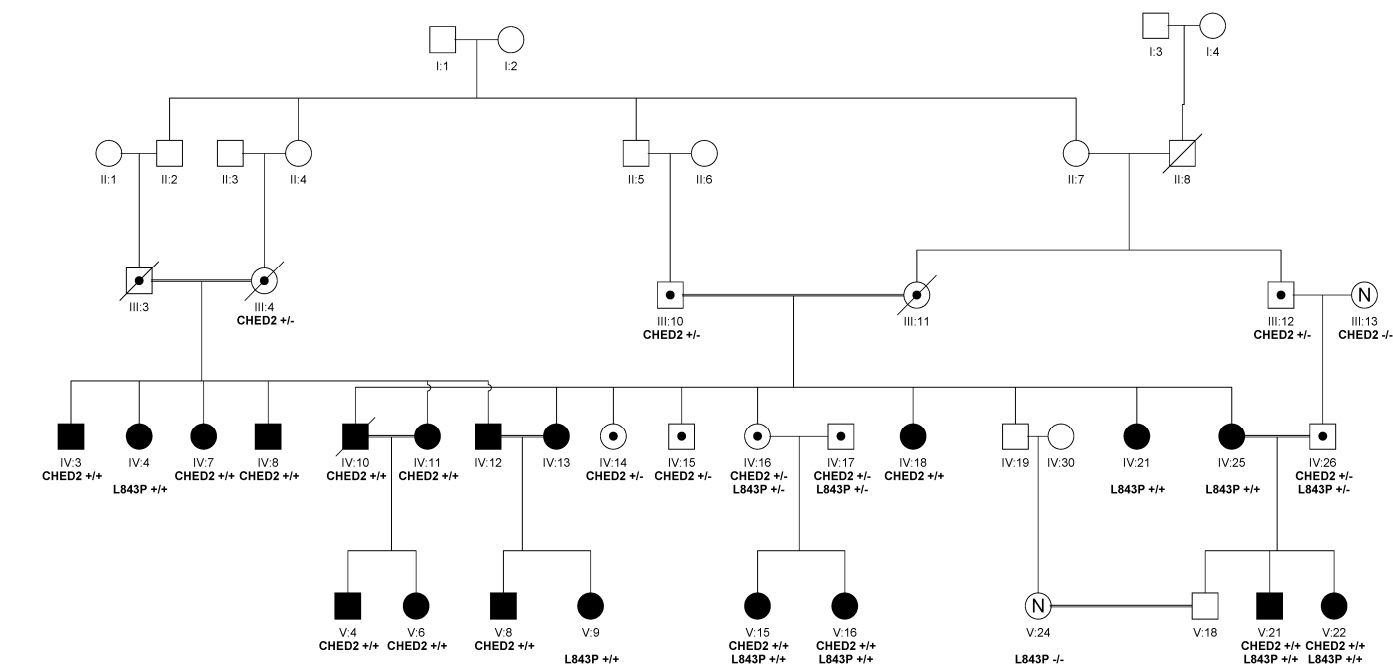 I:1 I:2 I:3 I:4
II:1 II:2 II:3 II:4 II:5 II:6 II:7 II:8
III:3 III:4 III:10 III:11 N III:12 III:13
CHED2 +/- CHED2 +/- CHED2 +/- CHED2 -/-
IV:3 IV:4 IV:7 IV:8 IV:10 IV:11 IV:12 IV:13 IV:14 IV:15 IV:16 IV:17 IV:18 IV:19 IV:30 IV:21 IV:25 IV:26
CHED2 +/+ CHED2 +/+ CHED2 +/+ CHED2 +/+ CHED2 +/+ CHED2 +/- CHED2 +/- CHED2 +/- CHED2 +/- CHED2 +/+ CHED2 +/-
L843P +/+ L843P +/- L843P +/- L843P +/+ L843P +/+ L843P +/-
N
V:4 V:6 V:8 V:9 V:15 V:16 V:24 V:18 V:21 V:22
CHED2 +/+ CHED2 +/+ CHED2 +/+ CHED2 +/+ CHED2 +/+ CHED2 +/+ CHED2 +/+
L843P +/+ L843P +/+ L843P +/+ L843P -/- L843P +/+ L843P +/+